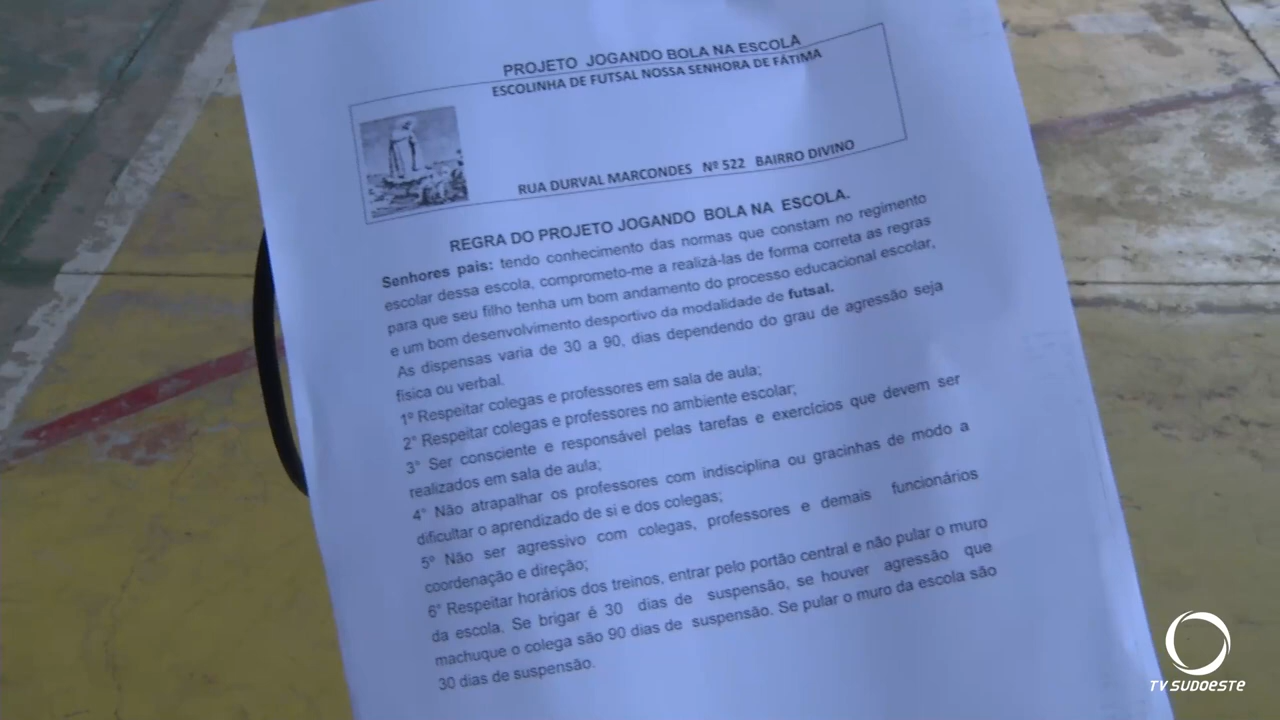 PROJETO JOGANDO BOLA NA ESCOLA
ESCOLINHA DE FUTSAL NOSSA SENHORA DE FÁTIMA
RUA DURVAL MARCONDES Nº 522 BAIRRO DIVINO
REGRA DO PROJETO JOGANDO BOLA NA ESCOLA.
Senhores pais: tendo conhecimento das normas que constam no regimento
escolar dessa escola, comprometo-me a realizá-las de forma correta as regras
para que seu filho tenha um bom andamento do processo educacional escolar,
e um bom desenvolvimento desportivo da modalidade de futsal.
As dispensas varia de 30 a 90, dias dependendo do grau de agressão seja
física ou verbal.
1º Respeitar colegas e professores em sala de aula;
2° Respeitar colegas e professores no ambiente escolar;
3° Ser consciente e responsável pelas tarefas e exercícios que devem ser
realizados em sala de aula;
4° Não atrapalhar os professores com indisciplina ou gracinhas de modo a
dificultar o aprendizado de si e dos colegas;
5º Não ser agressivo com colegas, professores e demais funcionários
coordenação e direção;
6° Respeitar horários dos treinos, entrar pelo portão central e não pular o muro
da escola. Se brigar é 30 dias de suspensão, se houver agressão que
machuque o colega são 90 dias de suspensão. Se pular o muro da escola são
30 dias de suspensão.
TV SUDOESTE